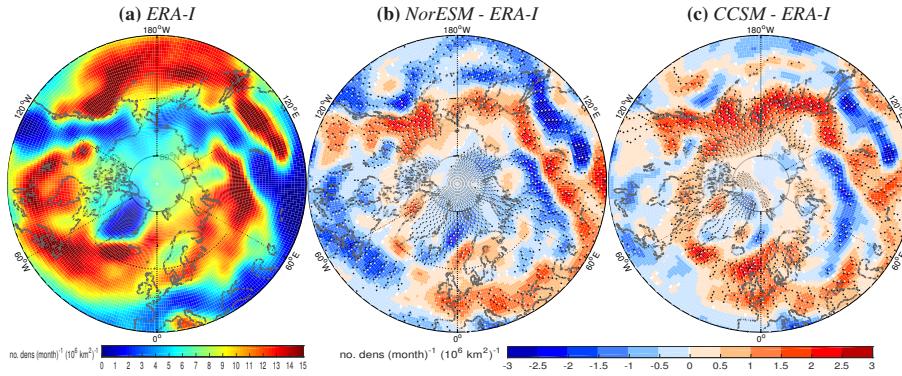 (a) ERA-I
(b) NorESM - ERA-I
(c) CCSM - ERA-I
180°W
180°W
180°W
120°W
120°E
120°W
120°E
120°W
120°E
80°N
80°N
60°W
60°E
60°W
60°E
60°W
60°E
0°
0°
0°
no. dens (month)⁻¹ (10⁶ km²)⁻¹
0 1 2 3 4 5 6 7 8 9 10 11 12 13 14 15
no. dens (month)⁻¹ (10⁶ km²)⁻¹
-3 -2.5 -2 -1.5 -1 -0.5 0 0.5 1 1.5 2 2.5 3